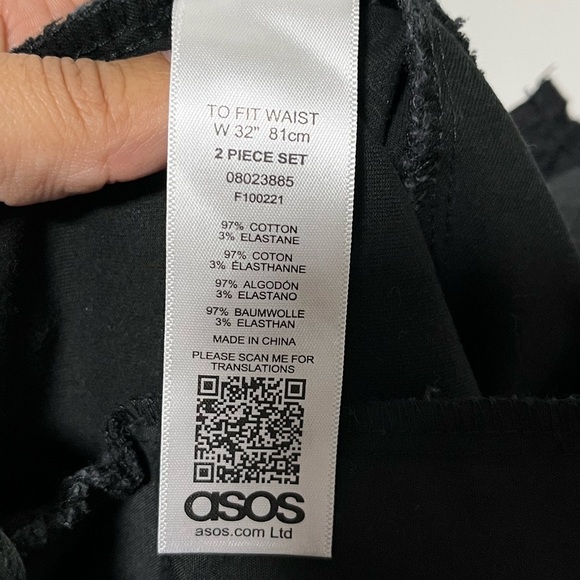 TO FIT WAIST
W 32" 81cm
2 PIECE SET
08023885
F100221
97% COTTON
3% ELASTANE
97% COTON
3% ÉLASTHANNE
97% ALGODÓN
3% ELASTANO
97% BAUMWOLLE
3% ELASTHAN
MADE IN CHINA
PLEASE SCAN ME FOR
TRANSLATIONS
asos
asos.com Ltd